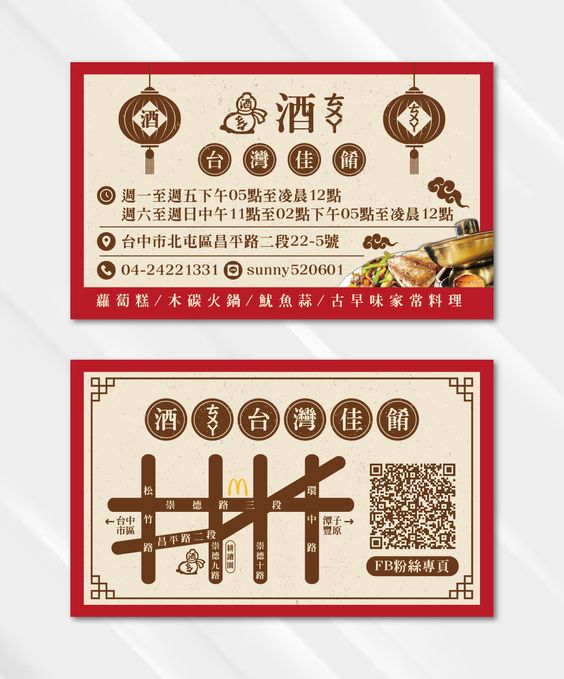 酒
酒
酒
台灣佳餚
週一至週五下午05點至凌晨12點
週六至週日中午11點至02點下午05點至凌晨12點
台中市北屯區昌平路二段22-5號
04-24221331 sunny520601
蘿蔔糕/木碳火鍋/魷魚蒜/古早味家常料理
酒 台灣佳餚
松竹路
崇德路三段
環中路
←台中市區
潭子豐原→
昌平路二段
崇德九路
耕讀園
崇德十路
FB粉絲專頁